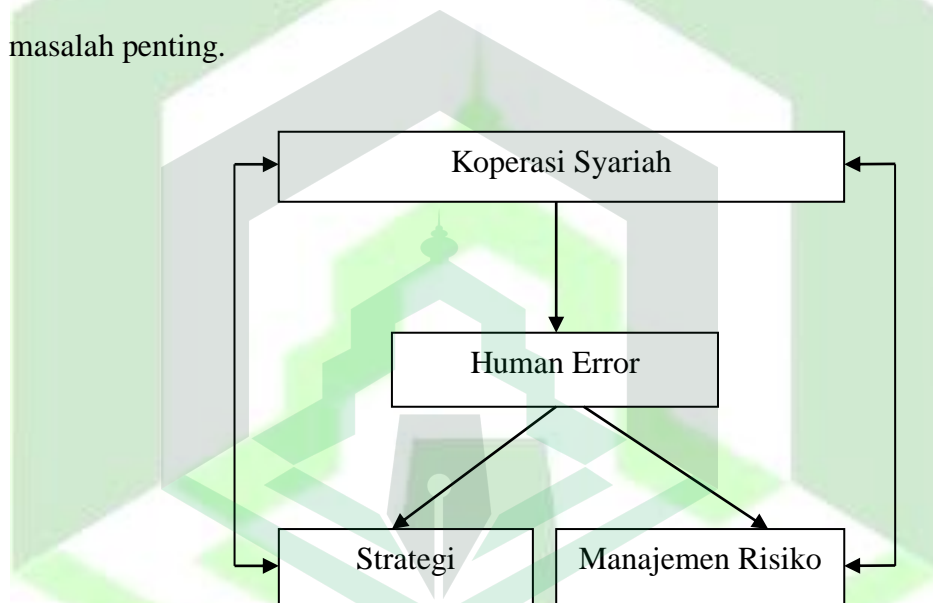 masalah penting.
Koperasi Syariah
Human Error
Strategi
Manajemen Risiko